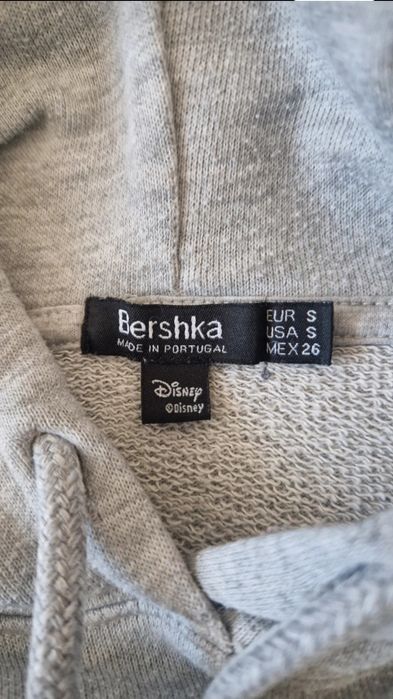 Bershka
MADE IN PORTUGAL
EUR S
USA S
MEX 26
Disney
©Disney